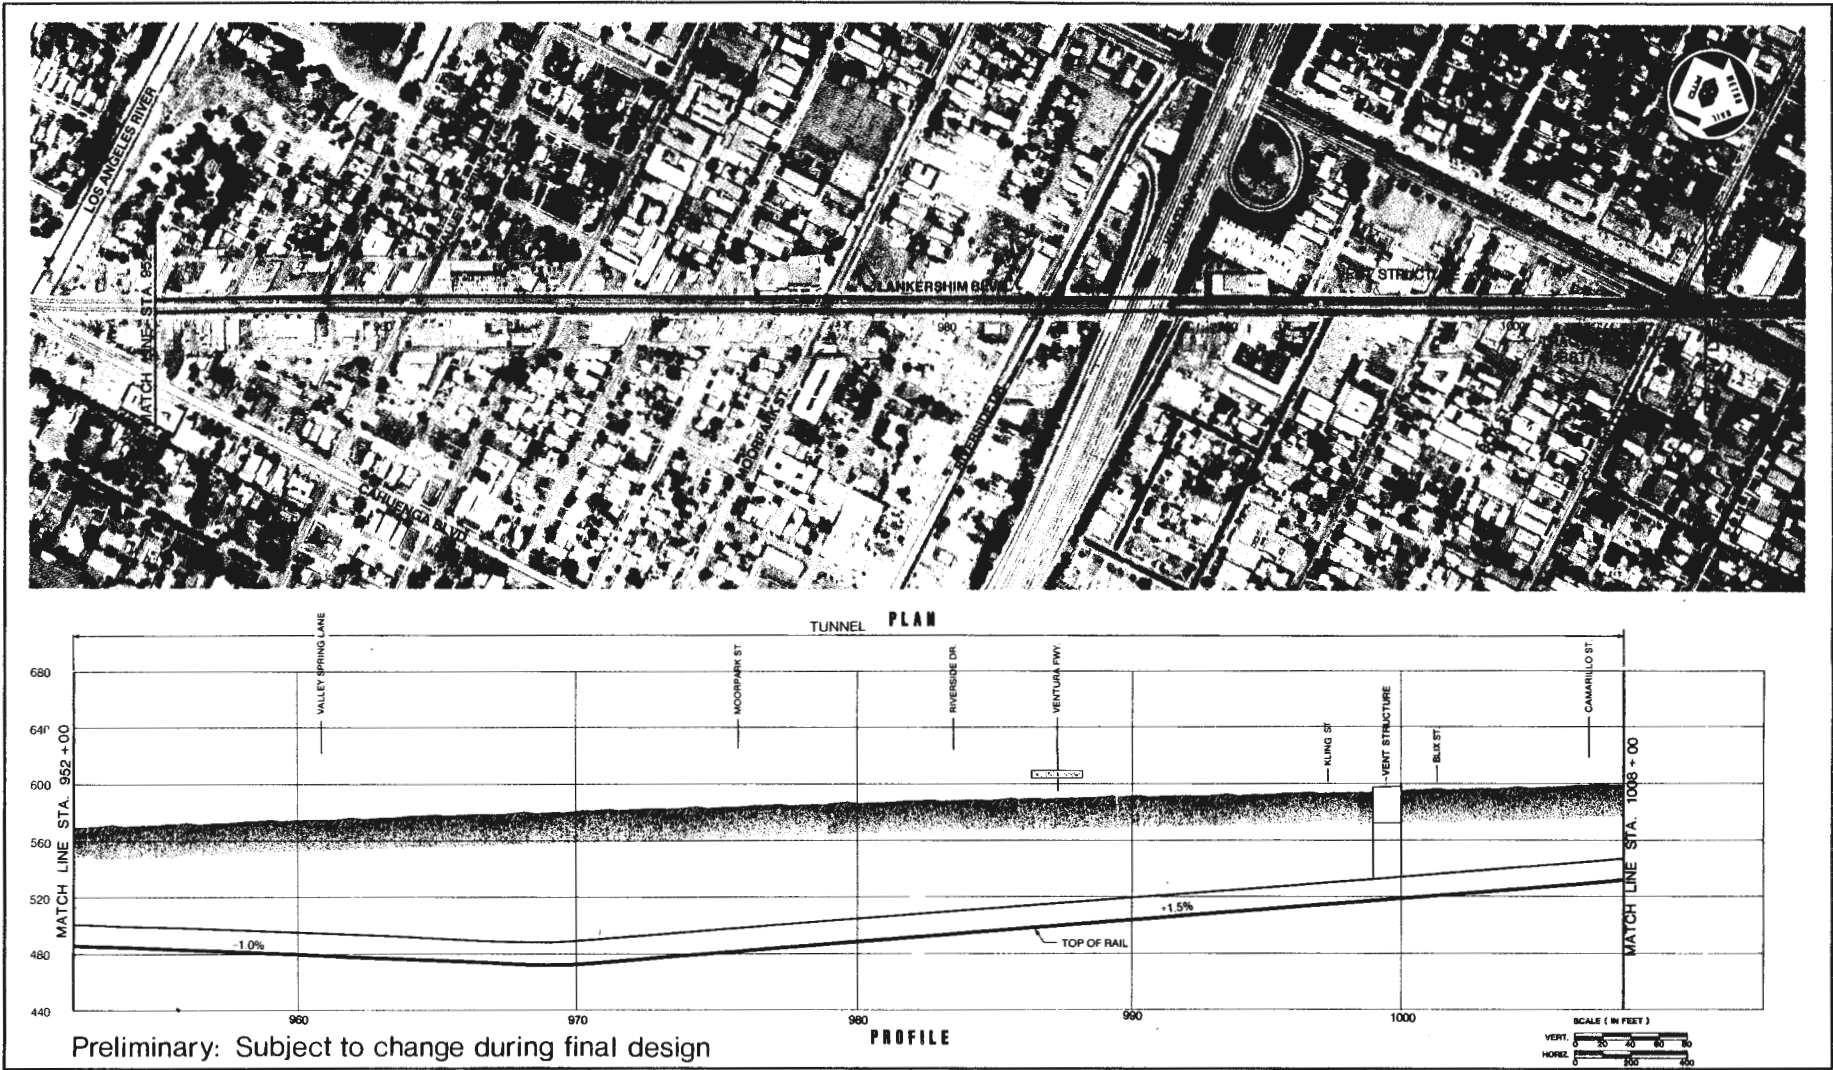 METRO
RAIL
LOS ANGELES RIVER
MATCH LINE STA. 952
LANKERSHIM BLVD.
VENT STRUCTURE
980
1000
MOORPARK ST.
RIVERSIDE DR.
CAHUENGA BLVD.
PLAN
TUNNEL
VALLEY SPRING LANE
MOORPARK ST.
RIVERSIDE DR.
VENTURA FWY.
KLING ST
VENT STRUCTURE
BLIX ST.
CAMARILLO ST.
680
640
600
560
520
480
440
MATCH LINE STA. 952+00
MATCH LINE STA. 1008+00
-1.0%
+1.5%
TOP OF RAIL
960
970
980
990
1000
PROFILE
Preliminary: Subject to change during final design
SCALE ( IN FEET )
VERT.
0 20 40 60 80
HORIZ.
0 200 400